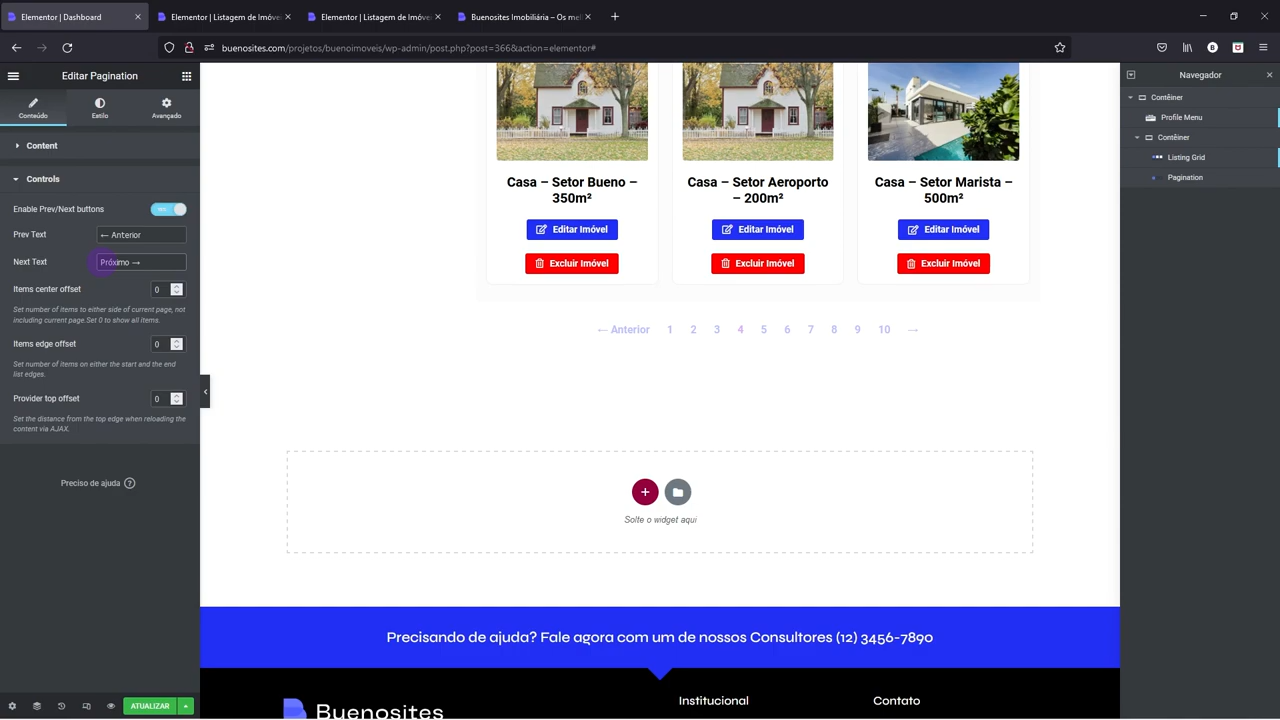 Elementor | Dashboard
Elementor | Listagem de Imóve
Elementor | Listagem de Imóve
Buenosites Imobiliária – Os me
buenosites.com/projetos/buenoimoveis/wp-admin/post.php?post=366&action=elementor#
Edit Pagination
Conteúdo
Estilo
Avançado
Content
Controls
Enable Prev/Next buttons
Prev Text
← Anterior
Next Text
Próximo →
Items center offset
0
Set number of items to either side of current page, not
including current page.Set 0 to show all items.
Items edge offset
0
Set number of items on either the start and the end
list edges.
Provider top offset
0
Set the distance from the top edge when reloading the
content via AJAX.
Preciso de ajuda
ATUALIZAR
Casa – Setor Bueno –
350m²
Editar Imóvel
Excluir Imóvel
Casa – Setor Aeroporto
– 200m²
Editar Imóvel
Excluir Imóvel
Casa – Setor Marista –
500m²
Editar Imóvel
Excluir Imóvel
← Anterior 1 2 3 4 5 6 7 8 9 10 →
Solte o widget aqui
Precisando de ajuda? Fale agora com um de nossos Consultores (12) 3456-7890
Buenosites
Institucional
Contato
Navegador
Contêiner
Profile Menu
Contêiner
Listing Grid
Pagination